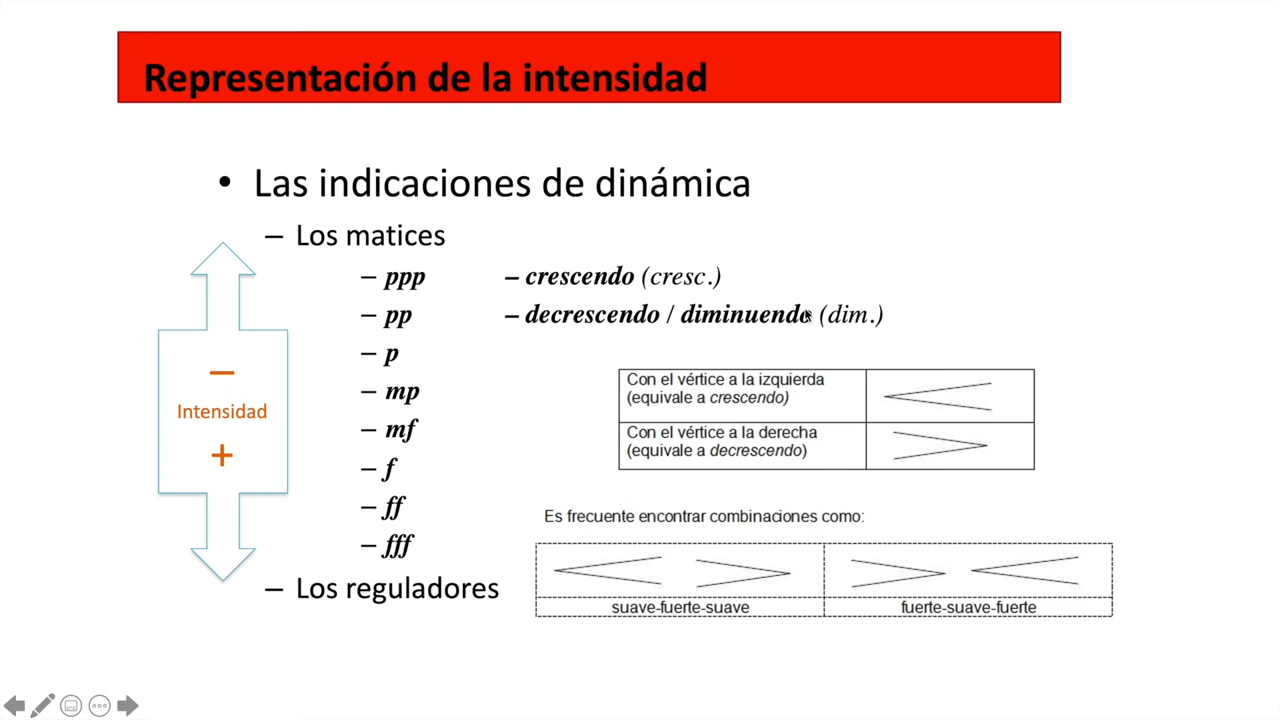 Representación de la intensidad
• Las indicaciones de dinámica
– Los matices
– ppp
– pp
– p
– mp
– mf
– f
– ff
– fff
– crescendo (cresc.)
– decrescendo / diminuendo (dim.)
– Los reguladores
–
Intensidad
+
Con el vértice a la izquierda
(equivale a crescendo)
Con el vértice a la derecha
(equivale a decrescendo)
Es frecuente encontrar combinaciones como:
suave-fuerte-suave
fuerte-suave-fuerte